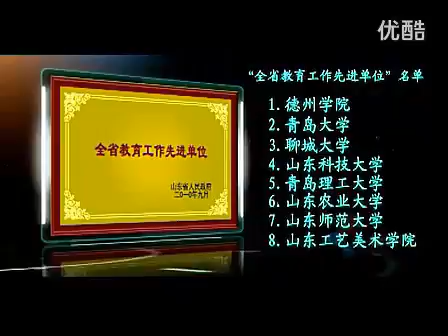 优酷
“全省教育工作先进单位”名单
1.德州学院
2.青岛大学
3.聊城大学
4.山东科技大学
5.青岛理工大学
6.山东农业大学
7.山东师范大学
8.山东工艺美术学院
全省教育工作先进单位
山东省人民政府
二〇一〇年九月